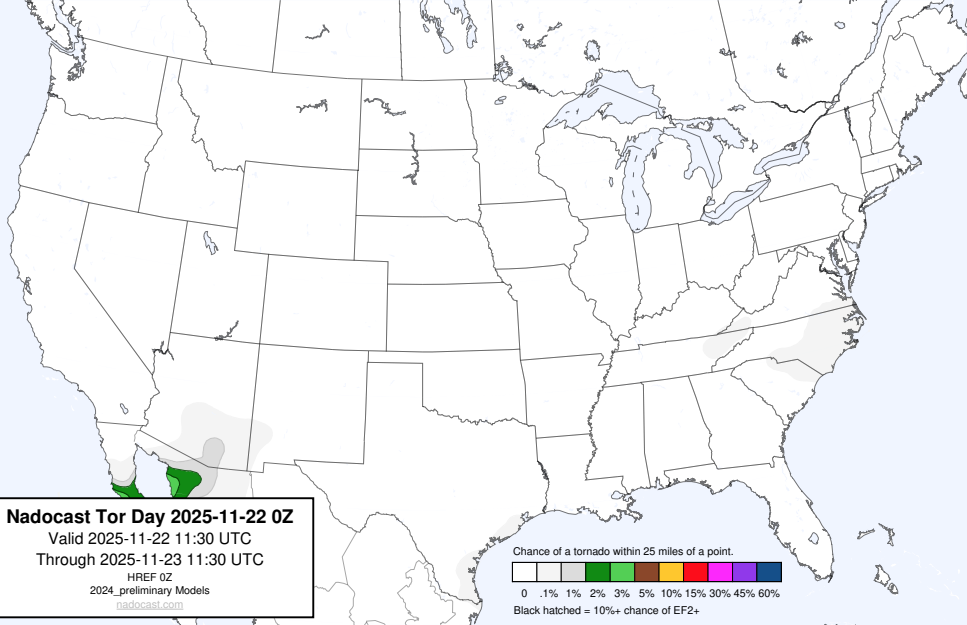 Nadocast Tor Day 2025-11-22 0Z
Valid 2025-11-22 11:30 UTC
Through 2025-11-23 11:30 UTC
HREF 0Z
2024_preliminary Models
nadocast.com
Chance of a tornado within 25 miles of a point.
0 .1% 1% 2% 3% 5% 10% 15% 30% 45% 60%
Black hatched = 10%+ chance of EF2+